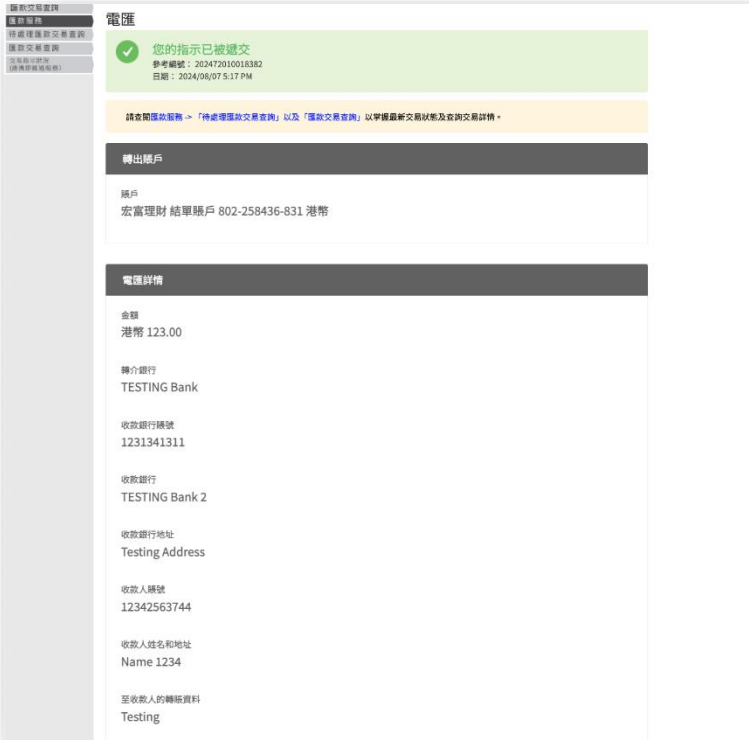 匯款交易查詢
匯款服務
待處理匯款交易查詢
匯款交易查詢
電匯
您的指示已被遞交
參考編號： 202472010018382
日期： 2024/08/07 5:17 PM
請查閱匯款服務 -> 「待處理匯款交易查詢」以及「匯款交易查詢」以掌握最新交易狀態及查詢交易詳情。
轉出賬戶
賬戶
宏富理財 結單賬戶 802-258436-831 港幣
電匯詳情
金額
港幣 123.00
轉介銀行
TESTING Bank
收款銀行賬號
1231341311
收款銀行
TESTING Bank 2
收款銀行地址
Testing Address
收款人賬號
12342563744
收款人姓名和地址
Name 1234
至收款人的轉賬資料
Testing